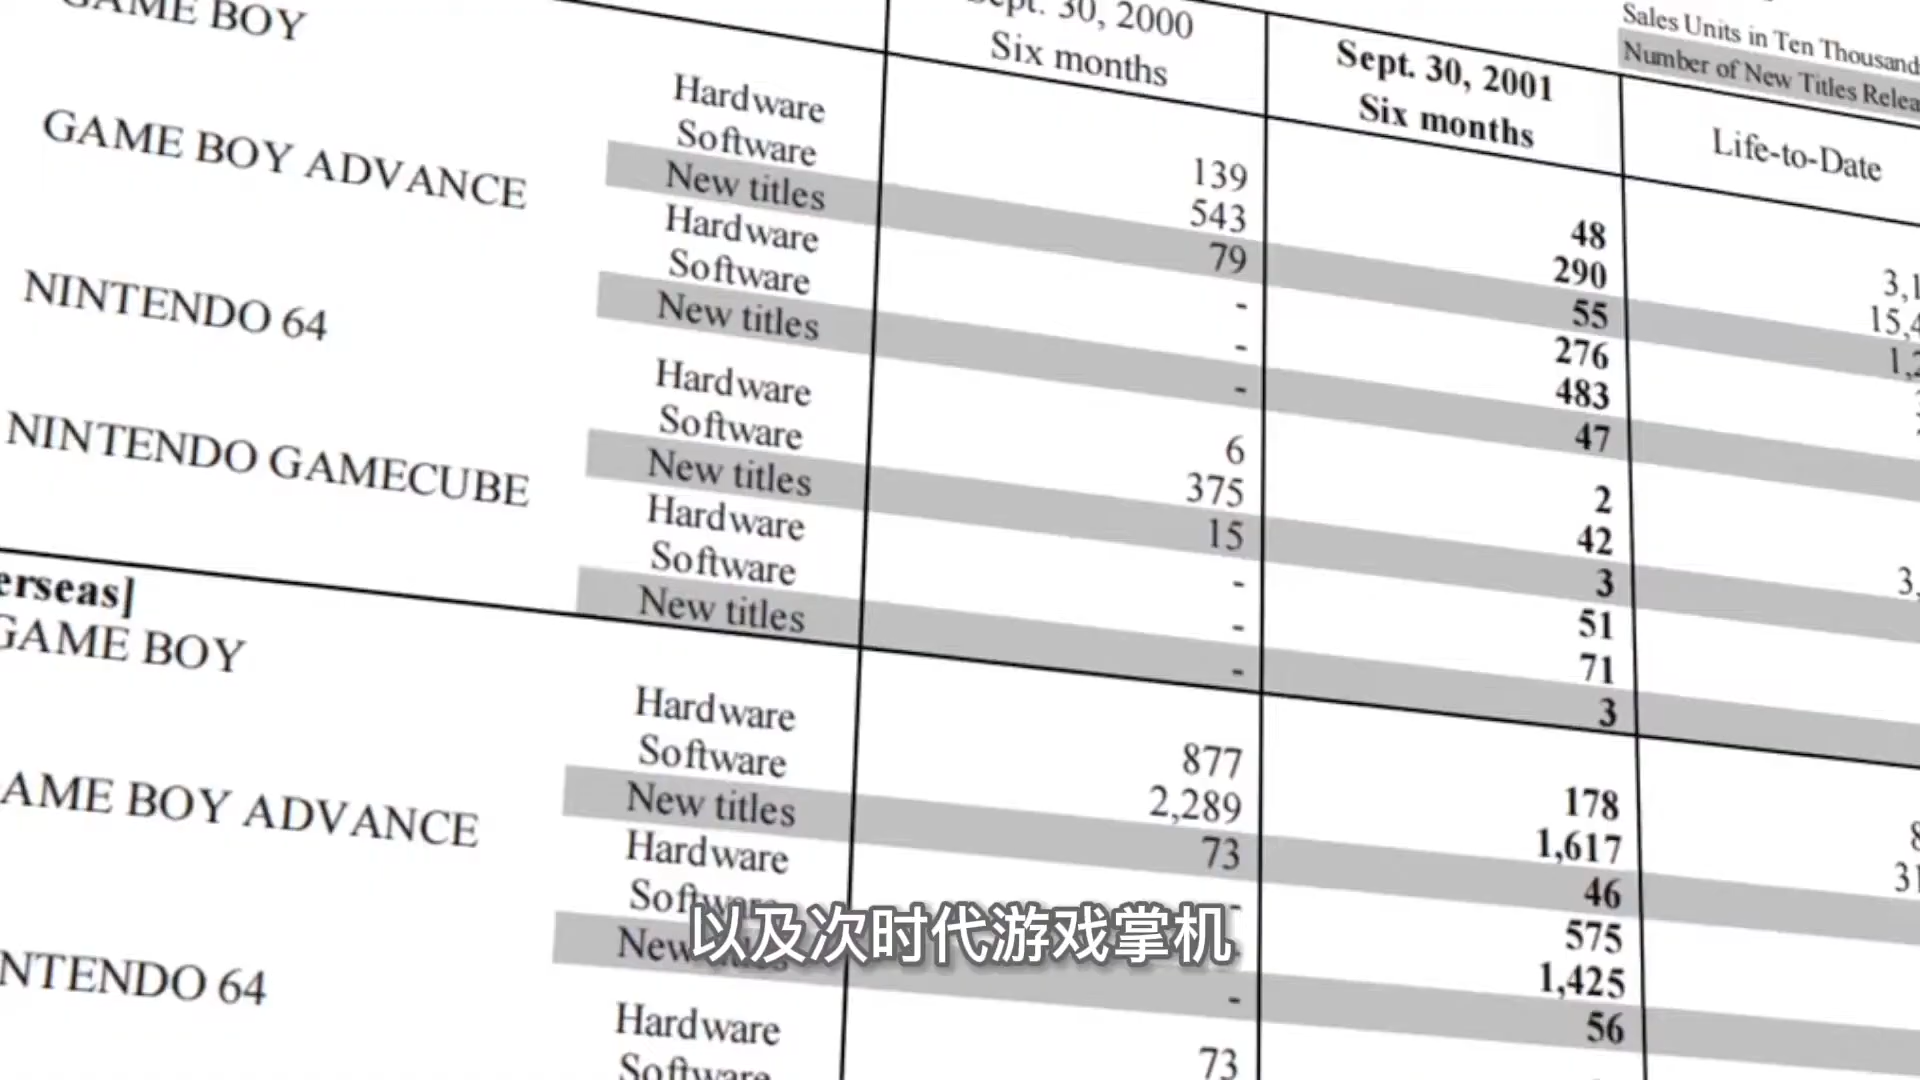 GAME BOY
Sept. 30, 2000
Six months
Sept. 30, 2001
Six months
Sales Units in Ten Thousand
Number of New Titles
Life-to-Date
Hardware 139 48
Software 543 290
New titles 79 55
GAME BOY ADVANCE
Hardware - 276
Software - 483
New titles - 47
NINTENDO 64
Hardware 6 2
Software 375 42
New titles 15 3
NINTENDO GAMECUBE
Hardware - 51
Software - 71
New titles - 3
erseas]
GAME BOY
Hardware 877 178
Software 2,289 1,617
New titles 73 46
AME BOY ADVANCE
Hardware - 575
Software 1,425
New titles - 56
NTENDO 64
Hardware 73
Software
以及次时代游戏掌机